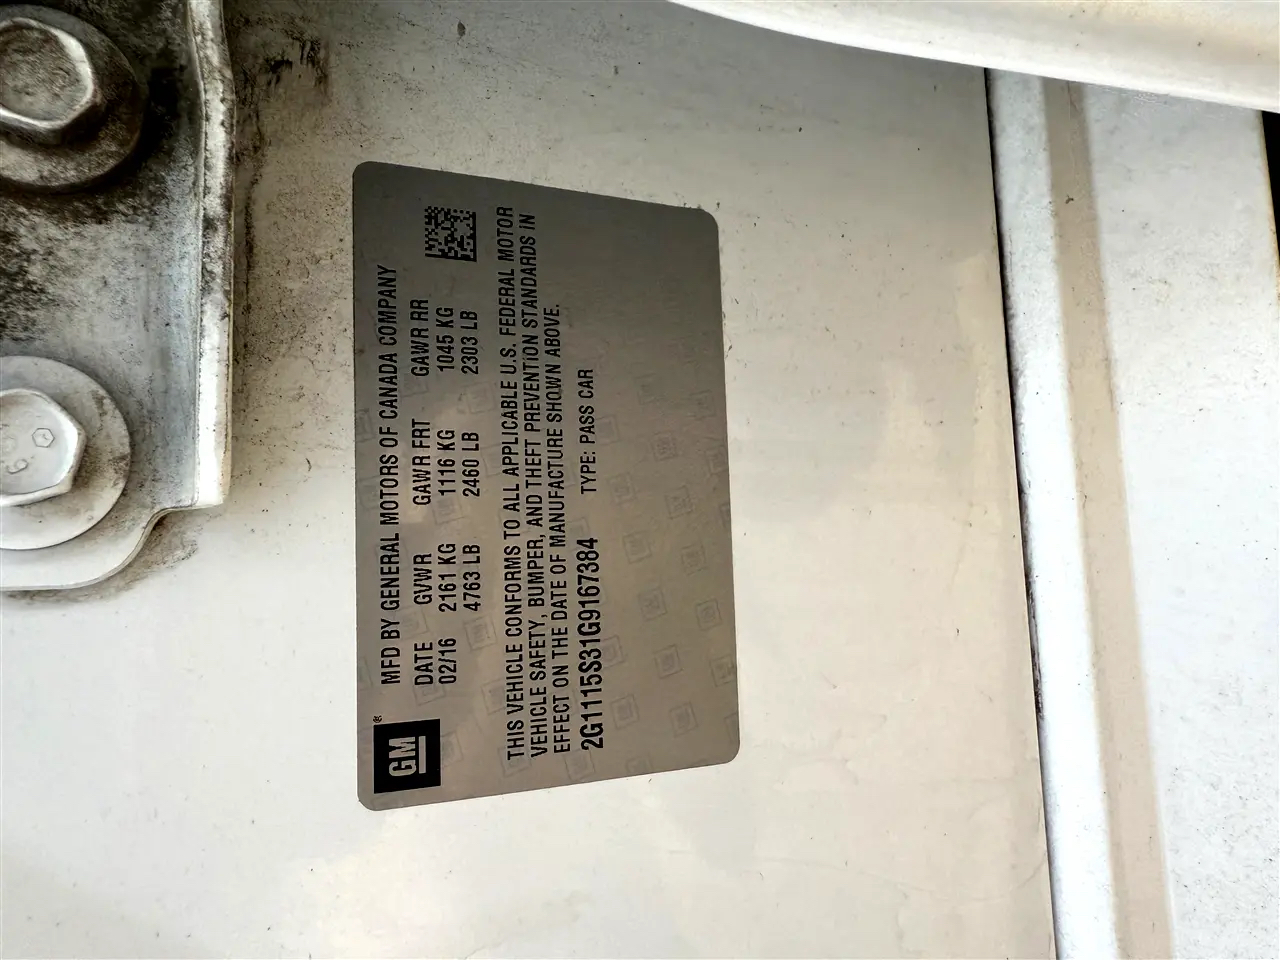 GM®
MFD BY GENERAL MOTORS OF CANADA COMPANY
DATE GVWR GAWR FRT GAWR RR
02/16 2161 KG 1116 KG 1045 KG
4763 LB 2460 LB 2303 LB
THIS VEHICLE CONFORMS TO ALL APPLICABLE U.S. FEDERAL MOTOR
VEHICLE SAFETY, BUMPER, AND THEFT PREVENTION STANDARDS IN
EFFECT ON THE DATE OF MANUFACTURE SHOWN ABOVE.
2G1115S31G9167384 TYPE: PASS CAR